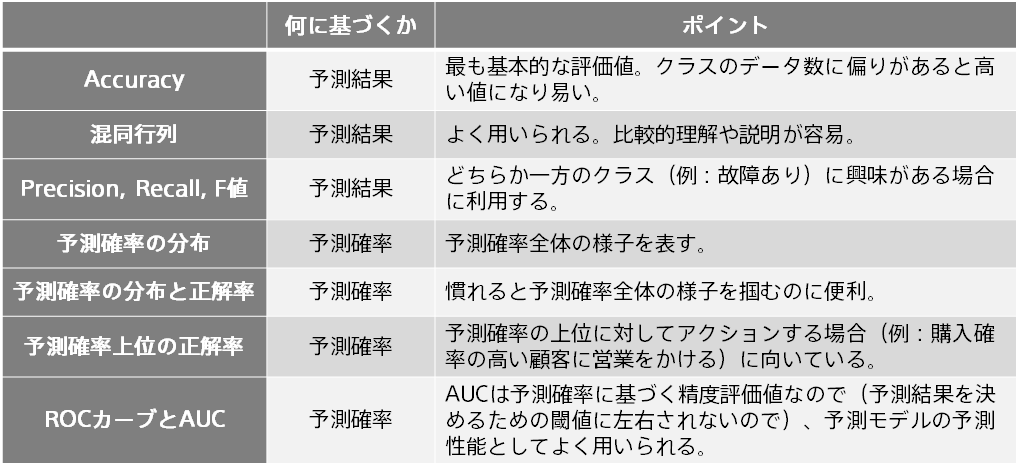 何に基づくか
ポイント
Accuracy
予測結果
最も基本的な評価値。クラスのデータ数に偏りがあると高
い値になり易い。
混同行列
予測結果
よく用いられる。比較的理解や説明が容易。
Precision, Recall, F値
予測結果
どちらか一方のクラス（例：故障あり）に興味がある場合
に利用する。
予測確率の分布
予測確率
予測確率全体の様子を表す。
予測確率の分布と正解率
予測確率
慣れると予測確率全体の様子を掴むのに便利。
予測確率上位の正解率
予測確率
予測確率の上位に対してアクションする場合（例：購入確
率の高い顧客に営業をかける）に向いている。
ROCカーブとAUC
予測確率
AUCは予測確率に基づく精度評価値なので（予測結果を決
めるための閾値に左右されないので）、予測モデルの予測
性能としてよく用いられる。